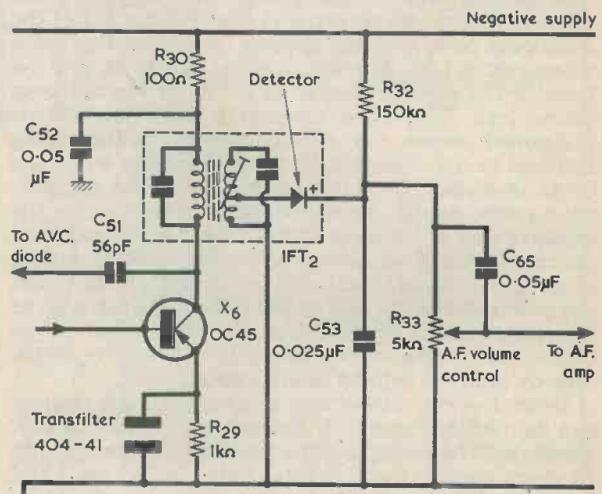 Negative supply
R30
100Ω
Detector
R32
150kΩ
C52
0·05
μF
C51
56pF
To A.V.C.
diode
IFT2
C65
0·05μF
X6
OC45
C53
0·025μF
R33
5kΩ
A.F. volume
control
To A.F.
amp
Transfilter
404-41
R29
1kΩ
+